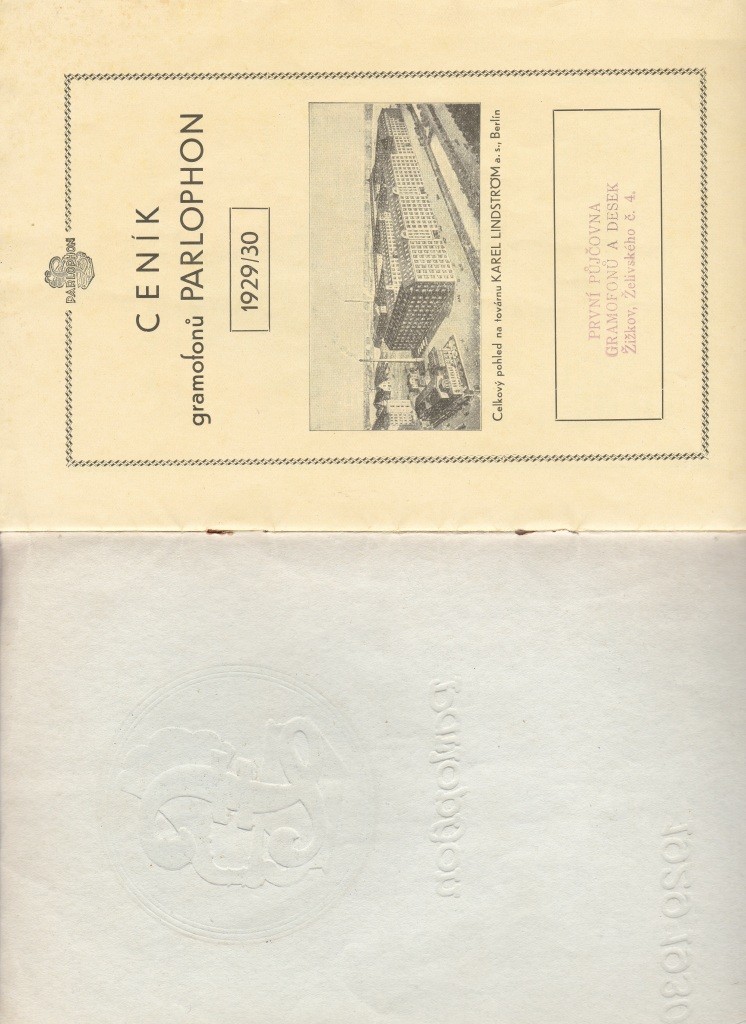 PARLOPHON
CENÍK
gramofonů PARLOPHON
1929/30
Celkový pohled na továrnu KAREL LINDSTRÖM a. s., Berlin
PRVNÍ PŮJČOVNA
GRAMOFONŮ A DESEK
Žižkov, Želivského č. 4.
Parlophon
1929 1930